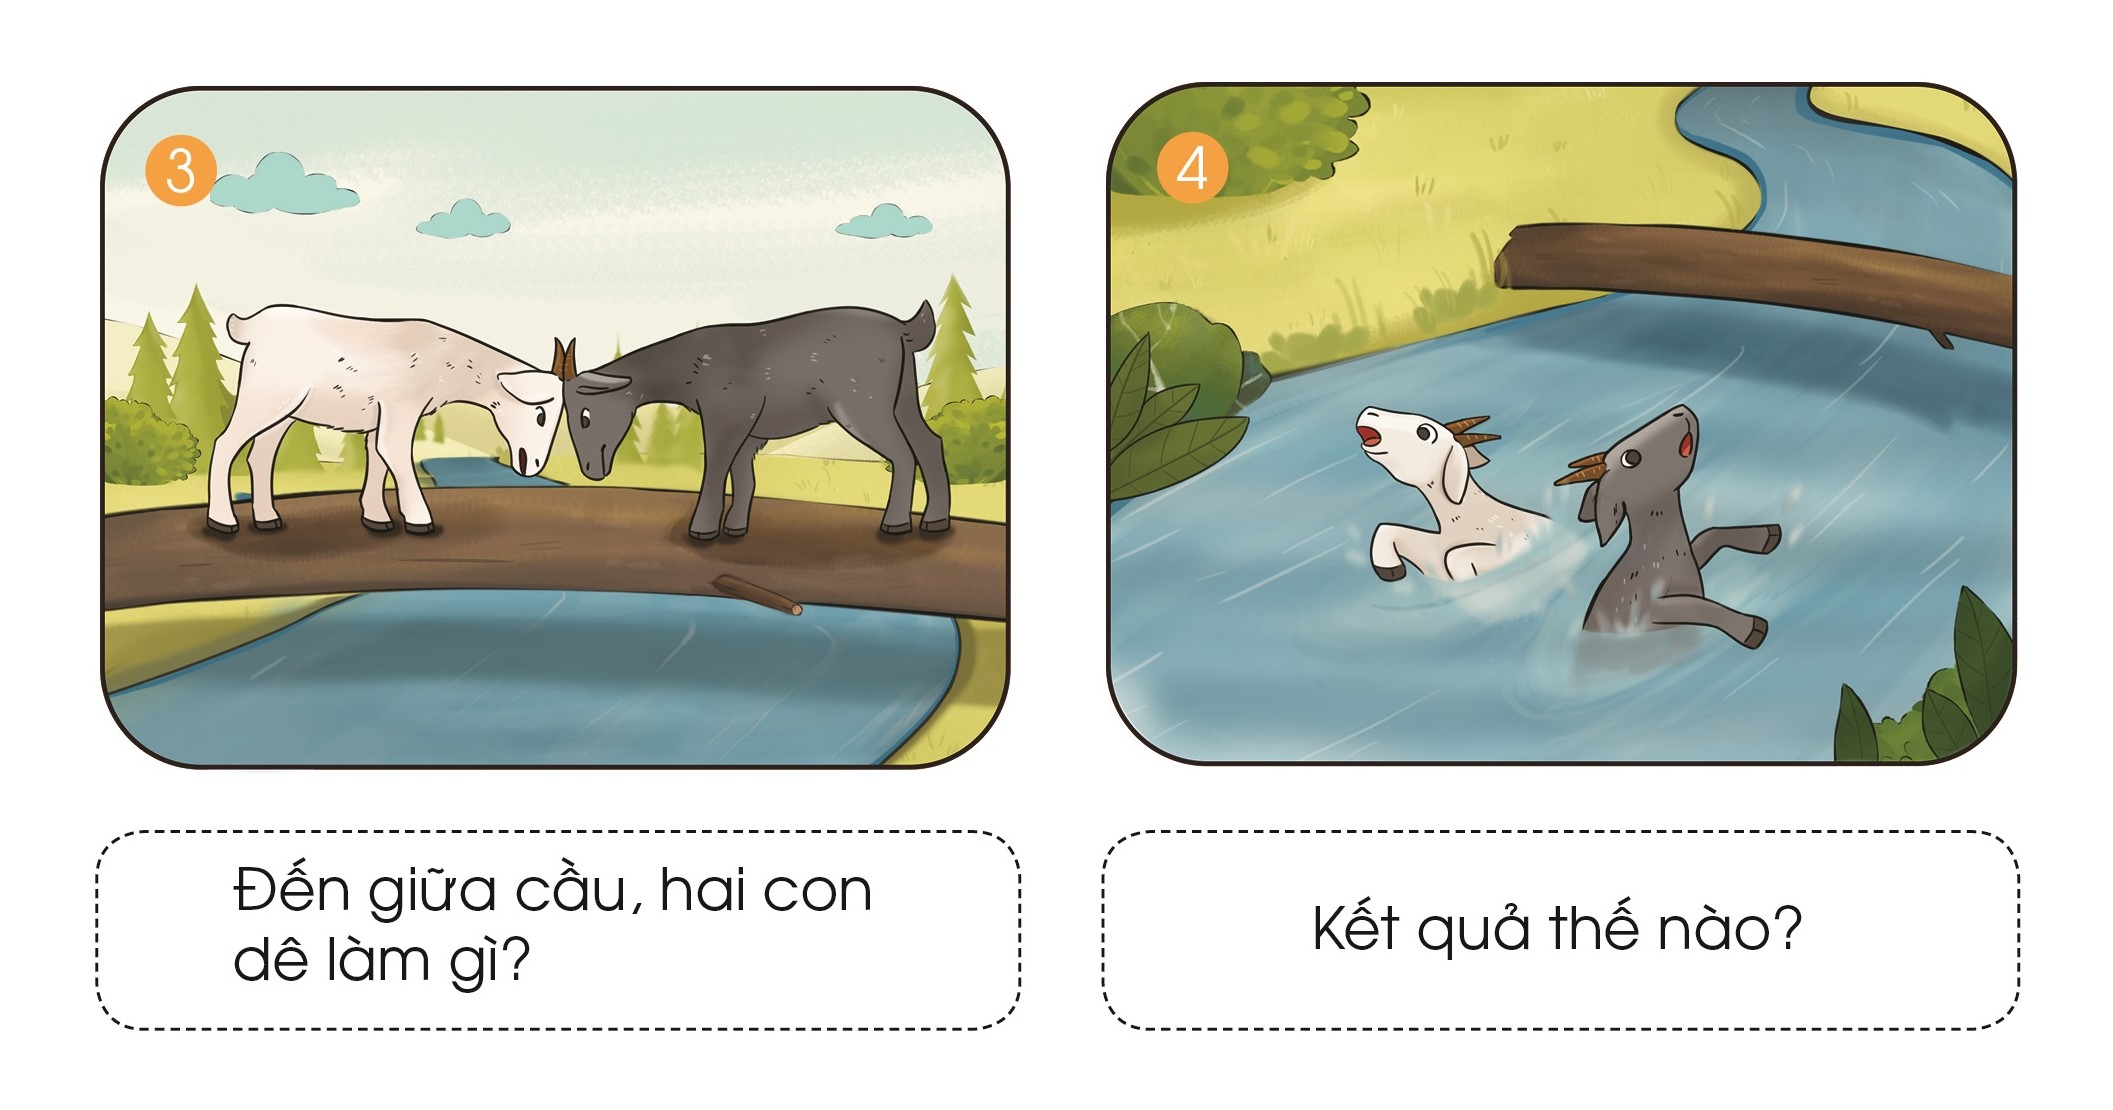 3
4
Đến giữa cầu, hai con
dê làm gì?
Kết quả thế nào?